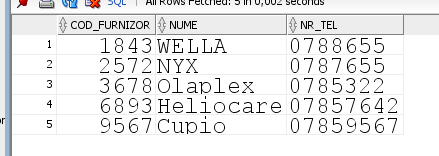 SQL | All Rows Fetched: 5 in 0,002 seconds
COD_FURNIZOR NUME NR_TEL
1 1843 WELLA 0788655
2 2572 NYX 0787655
3 3678 Olaplex 0785322
4 6893 Heliocare 07857642
5 9567 Cupio 07859567